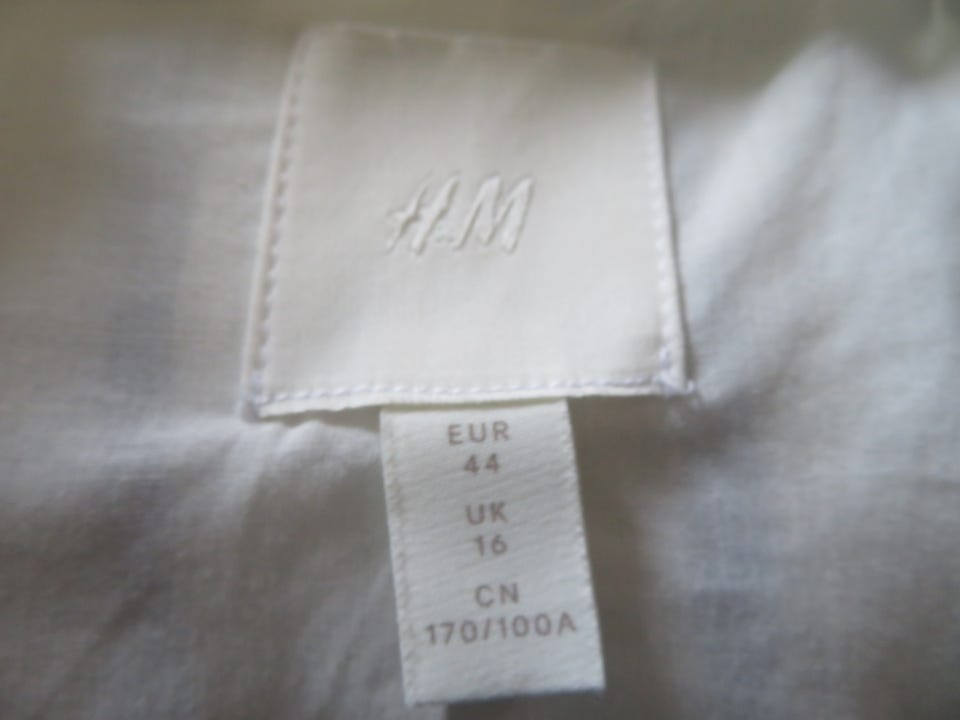 H&M
EUR
44
UK
16
CN
170/100A